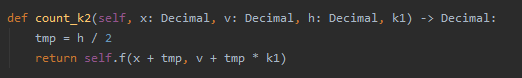 def count_k2(self, x: Decimal, v: Decimal, h: Decimal, k1) -> Decimal:
    tmp = h / 2
    return self.f(x + tmp, v + tmp * k1)